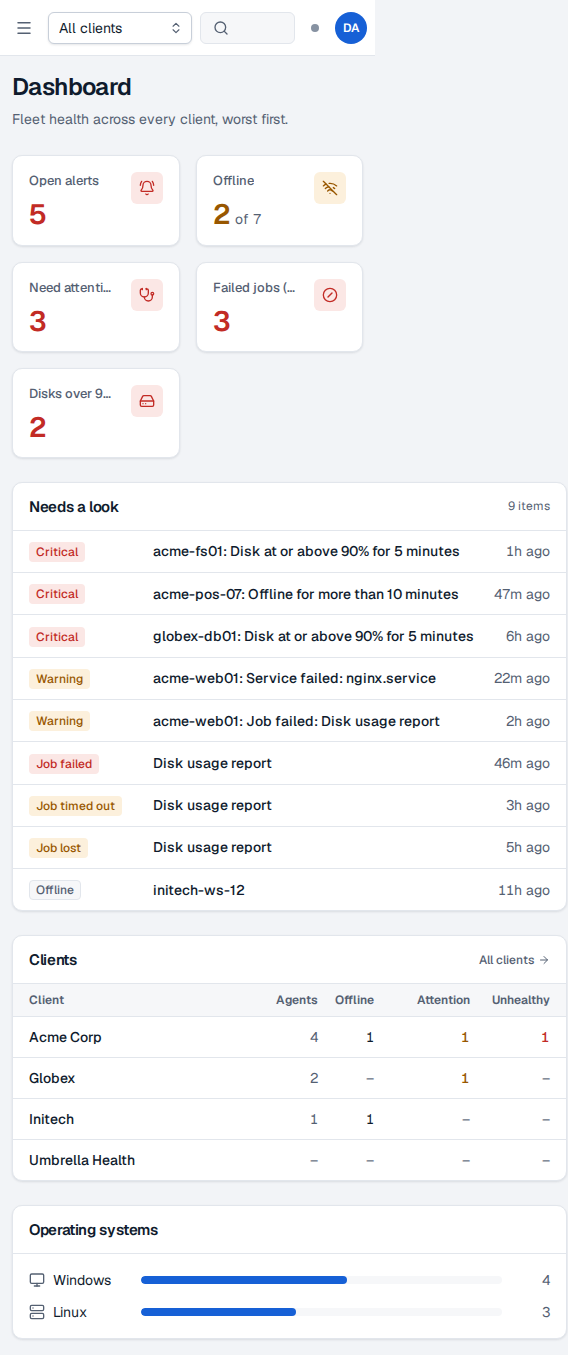 All clients
DA
Dashboard
Fleet health across every client, worst first.
Open alerts
5
Offline
2 of 7
Need attenti...
3
Failed jobs (...
3
Disks over 9...
2
Needs a look
9 items
Critical acme-fs01: Disk at or above 90% for 5 minutes 1h ago
Critical acme-pos-07: Offline for more than 10 minutes 47m ago
Critical globex-db01: Disk at or above 90% for 5 minutes 6h ago
Warning acme-web01: Service failed: nginx.service 22m ago
Warning acme-web01: Job failed: Disk usage report 2h ago
Job failed Disk usage report 46m ago
Job timed out Disk usage report 3h ago
Job lost Disk usage report 5h ago
Offline initech-ws-12 11h ago
Clients
All clients →
Client Agents Offline Attention Unhealthy
Acme Corp 4 1 1 1
Globex 2 – 1 –
Initech 1 1 – –
Umbrella Health – – – –
Operating systems
Windows 4
Linux 3